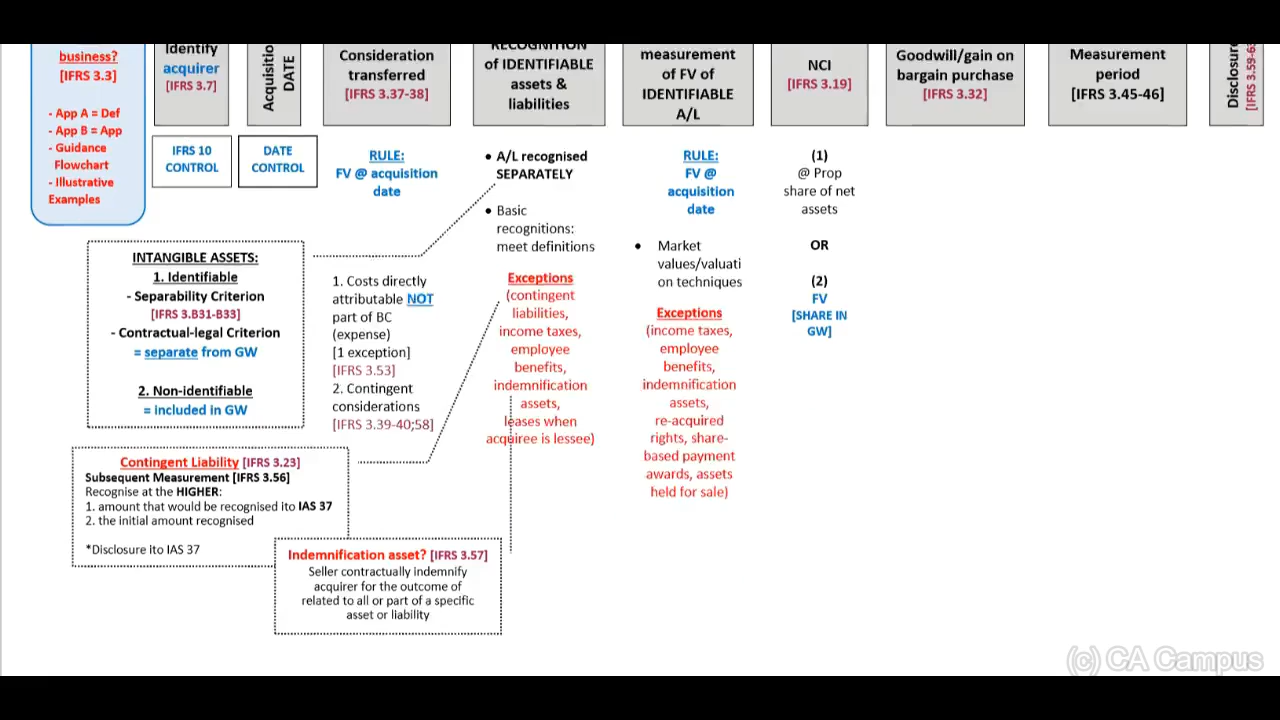 business?
[IFRS 3.3]
- App A = Def
- App B = App
- Guidance
Flowchart
- Illustrative
Examples
Identify
acquirer
[IFRS 3.7]
IFRS 10
CONTROL
DATE
DATE
CONTROL
Consideration
transferred
[IFRS 3.37-38]
RULE:
FV @ acquisition
date
1. Costs directly
attributable NOT
part of BC
(expense)
[1 exception]
[IFRS 3.53]
2. Contingent
considerations
[IFRS 3.39-40;58]
RECOGNITION
of IDENTIFIABLE
assets &
liabilities
• A/L recognised
SEPARATELY
• Basic
recognitions:
meet definitions
Exceptions
(contingent
liabilities,
income taxes,
employee
benefits,
indemnification
assets,
leases when
acquiree is lessee)
measurement
of FV of
IDENTIFIABLE
A/L
RULE:
FV @
acquisition
date
• Market
values/valuati
on techniques
Exceptions
(income taxes,
employee
benefits,
indemnification
assets,
re-acquired
rights, share-
based payment
awards, assets
held for sale)
NCI
[IFRS 3.19]
(1)
@ Prop
share of net
assets
OR
(2)
FV
[SHARE IN
GW]
Goodwill/gain on
bargain purchase
[IFRS 3.32]
Measurement
period
[IFRS 3.45-46]
INTANGIBLE ASSETS:
1. Identifiable
- Separability Criterion
[IFRS 3.B31-B33]
- Contractual-legal Criterion
= separate from GW
2. Non-identifiable
= included in GW
Contingent Liability [IFRS 3.23]
Subsequent Measurement [IFRS 3.56]
Recognise at the HIGHER:
1. amount that would be recognised ito IAS 37
2. the initial amount recognised
*Disclosure ito IAS 37
Indemnification asset? [IFRS 3.57]
Seller contractually indemnify
acquirer for the outcome of
related to all or part of a specific
asset or liability
(c) CA Campus